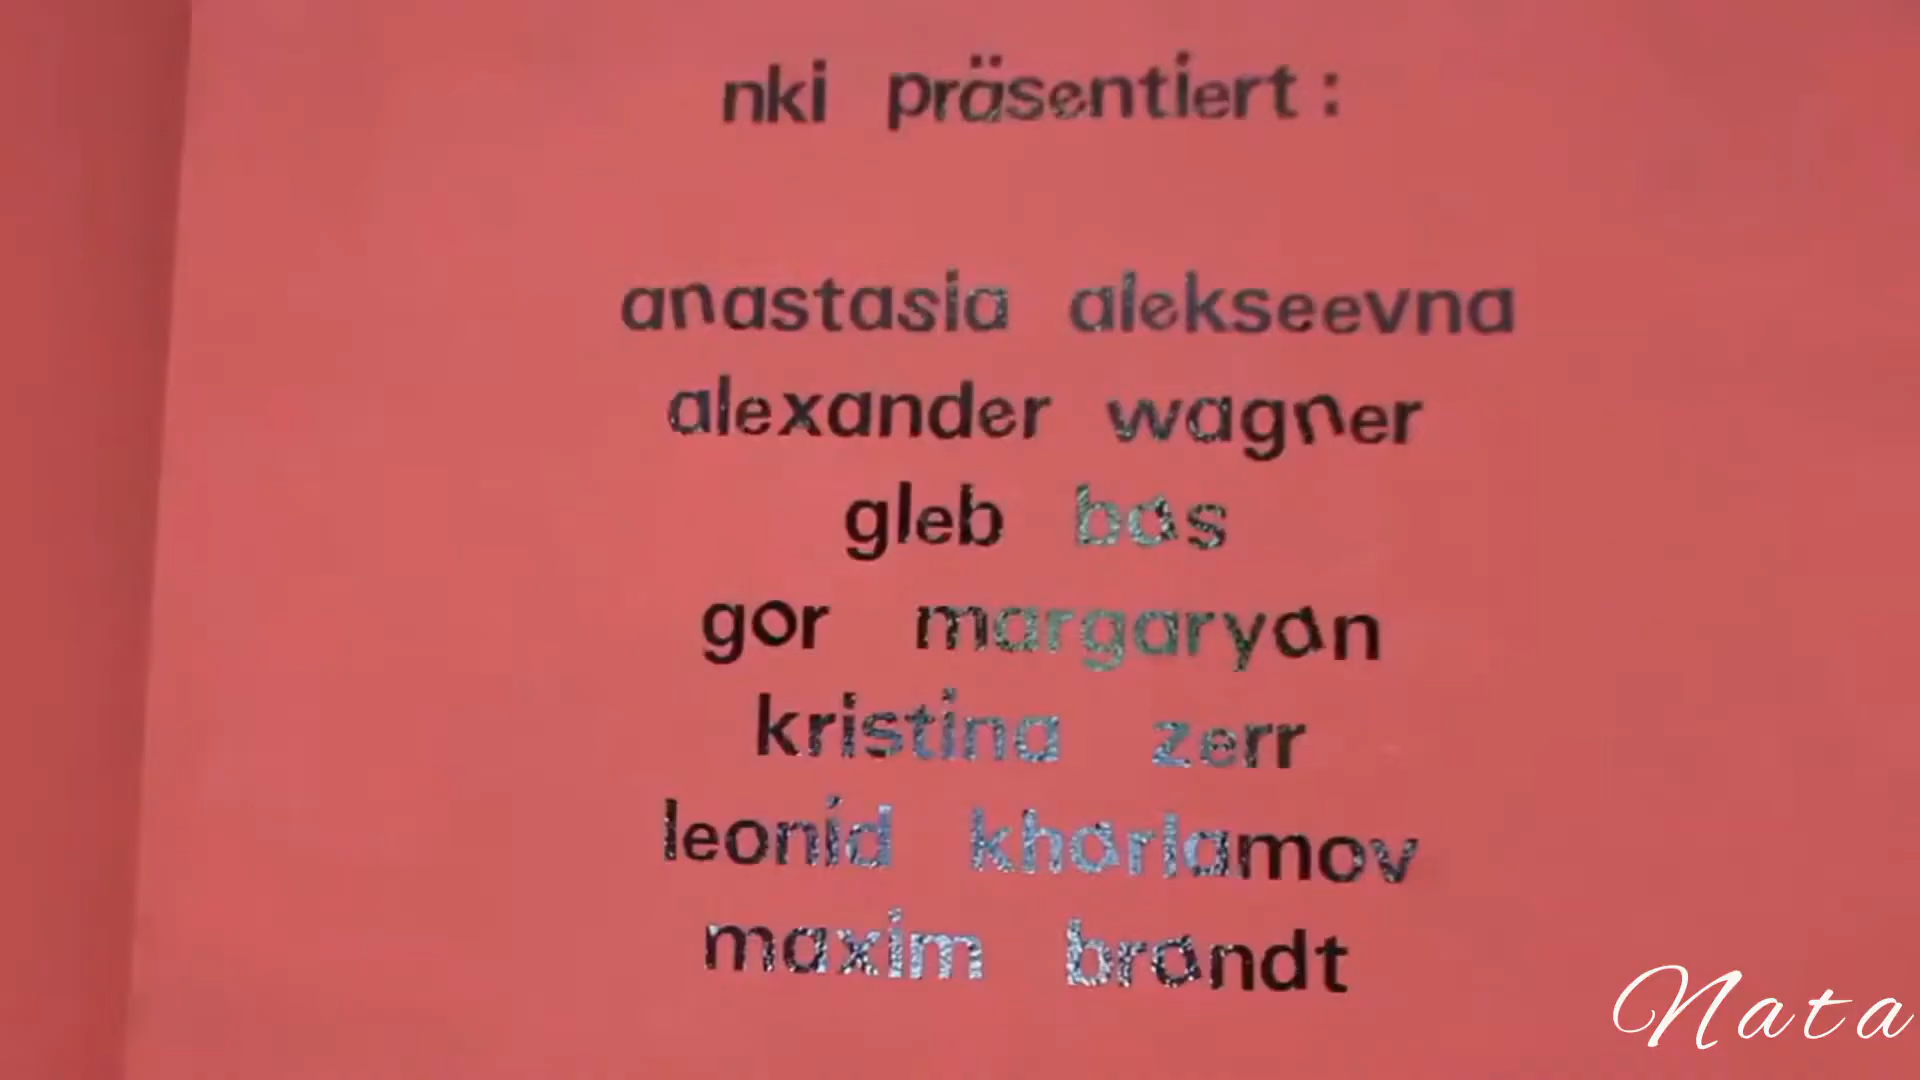 nki präsentiert:
anastasia alekseevna
alexander wagner
gleb bas
gor margaryan
kristina zerr
leonid kharlamov
maxim brandt
Nata